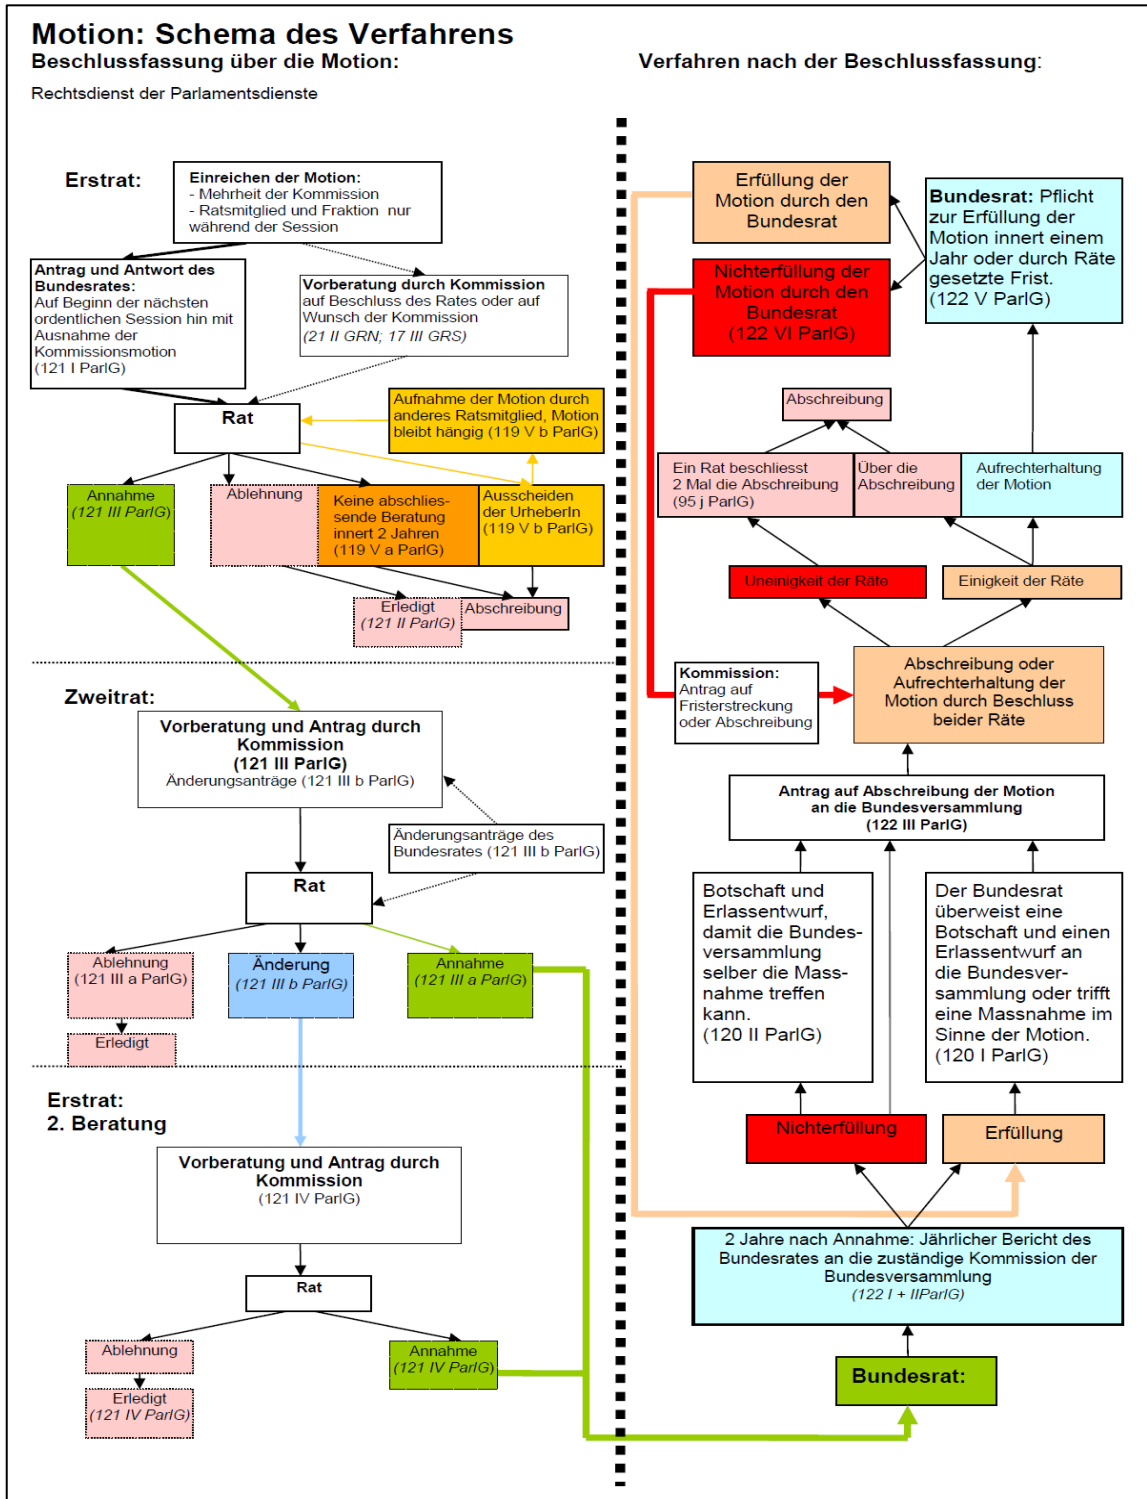 Motion: Schema des Verfahrens
Beschlussfassung über die Motion:
Rechtsdienst der Parlamentsdienste
Erstrat:
Einreichen der Motion:
- Mehrheit der Kommission
- Ratsmitglied und Fraktion nur
während der Session
Antrag und Antwort des
Bundesrates:
Auf Beginn der nächsten
ordentlichen Session hin mit
Ausnahme der
Kommissionsmotion
(121 I ParlG)
Vorberatung durch Kommission
auf Beschluss des Rates oder auf
Wunsch der Kommission
(21 II GRN; 17 III GRS)
Rat
Aufnahme der Motion durch
anderes Ratsmitglied, Motion
bleibt hängig (119 V b ParlG)
Annahme
(121 III ParlG)
Ablehnung
Keine abschlies-
sende Beratung
innert 2 Jahren
(119 V a ParlG)
Ausscheiden
der UrheberIn
(119 V b ParlG)
Erledigt
(121 II ParlG)
Abschreibung
Zweitrat:
Vorberatung und Antrag durch
Kommission
(121 III ParlG)
Änderungsanträge (121 III b ParlG)
Änderungsanträge des
Bundesrates (121 III b ParlG)
Rat
Ablehnung
(121 III a ParlG)
Änderung
(121 III b ParlG)
Annahme
(121 III a ParlG)
Erledigt
Erstrat:
2. Beratung
Vorberatung und Antrag durch
Kommission
(121 IV ParlG)
Rat
Ablehnung
Annahme
(121 IV ParlG)
Erledigt
(121 IV ParlG)
Verfahren nach der Beschlussfassung:
Erfüllung der
Motion durch den
Bundesrat
Bundesrat: Pflicht
zur Erfüllung der
Motion innert einem
Jahr oder durch Räte
gesetzte Frist.
(122 V ParlG)
Nichterfüllung der
Motion durch den
Bundesrat
(122 VI ParlG)
Abschreibung
Ein Rat beschliesst
2 Mal die Abschreibung
(95 j ParlG)
Über die
Abschreibung
Aufrechterhaltung
der Motion
Uneinigkeit der Räte
Einigkeit der Räte
Kommission:
Antrag auf
Fristerstreckung
oder Abschreibung
Abschreibung oder
Aufrechterhaltung der
Motion durch Beschluss
beider Räte
Antrag auf Abschreibung der Motion
an die Bundesversammlung
(122 III ParlG)
Botschaft und
Erlassentwurf,
damit die Bundes-
versammlung
selber die Mass-
nahme treffen
kann.
(120 II ParlG)
Der Bundesrat
überweist eine
Botschaft und einen
Erlassentwurf an
die Bundesver-
sammlung oder trifft
eine Massnahme im
Sinne der Motion.
(120 I ParlG)
Nichterfüllung
Erfüllung
2 Jahre nach Annahme: Jährlicher Bericht des
Bundesrates an die zuständige Kommission der
Bundesversammlung
(122 I + IIParlG)
Bundesrat: